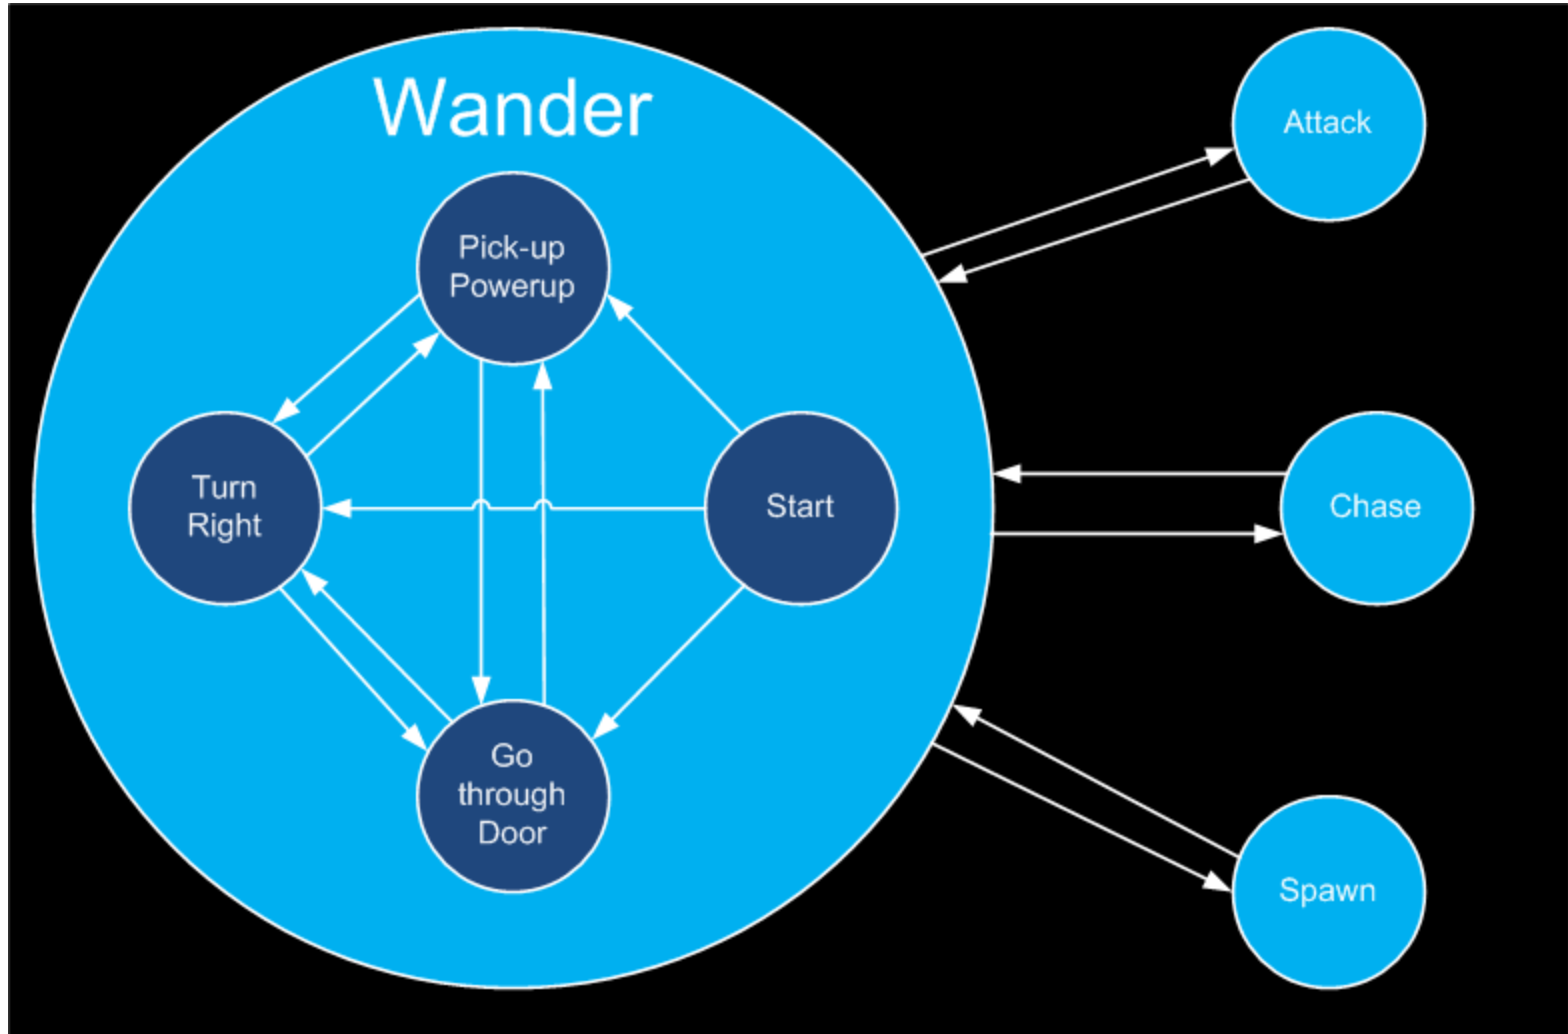 Wander
Attack
Pick-up
Powerup
Turn
Right
Start
Chase
Go
through
Door
Spawn